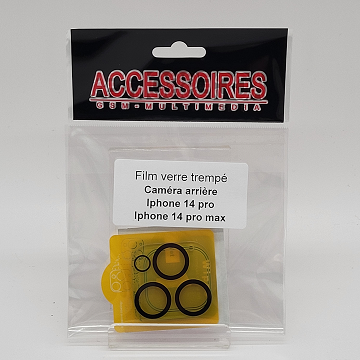 ACCESSOIRES
GSM-MULTIMEDIA
Film verre trempé
Caméra arrière
Iphone 14 pro
Iphone 14 pro max